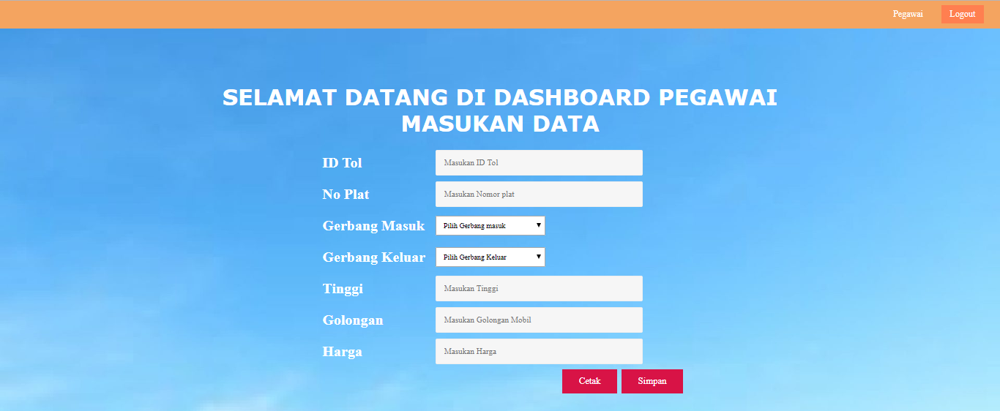 Pegawai Logout
SELAMAT DATANG DI DASHBOARD PEGAWAI
MASUKAN DATA
ID Tol Masukan ID Tol
No Plat Masukan Nomor plat
Gerbang Masuk Pilih Gerbang masuk
Gerbang Keluar Pilih Gerbang Keluar
Tinggi Masukan Tinggi
Golongan Masukan Golongan Mobil
Harga Masukan Harga
Cetak Simpan